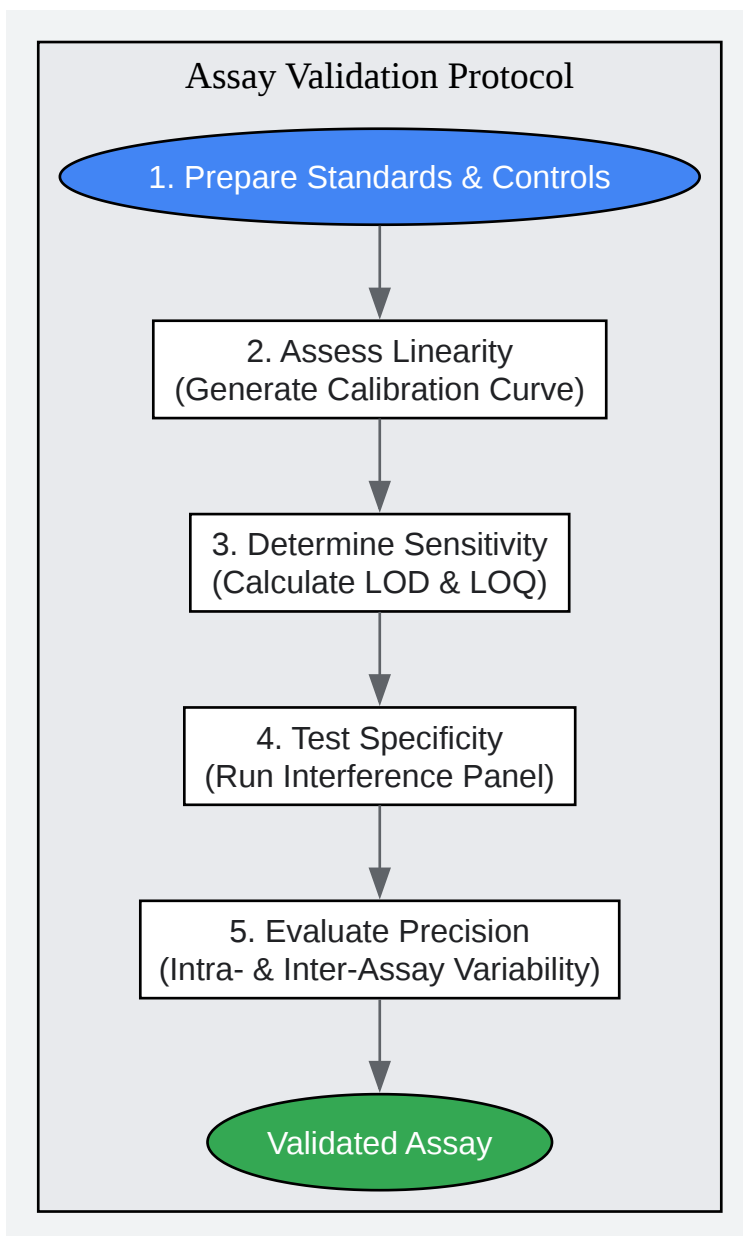 Assay Validation Protocol
1. Prepare Standards & Controls
2. Assess Linearity
(Generate Calibration Curve)
3. Determine Sensitivity
(Calculate LOD & LOQ)
4. Test Specificity
(Run Interference Panel)
5. Evaluate Precision
(Intra- & Inter-Assay Variability)
Validated Assay